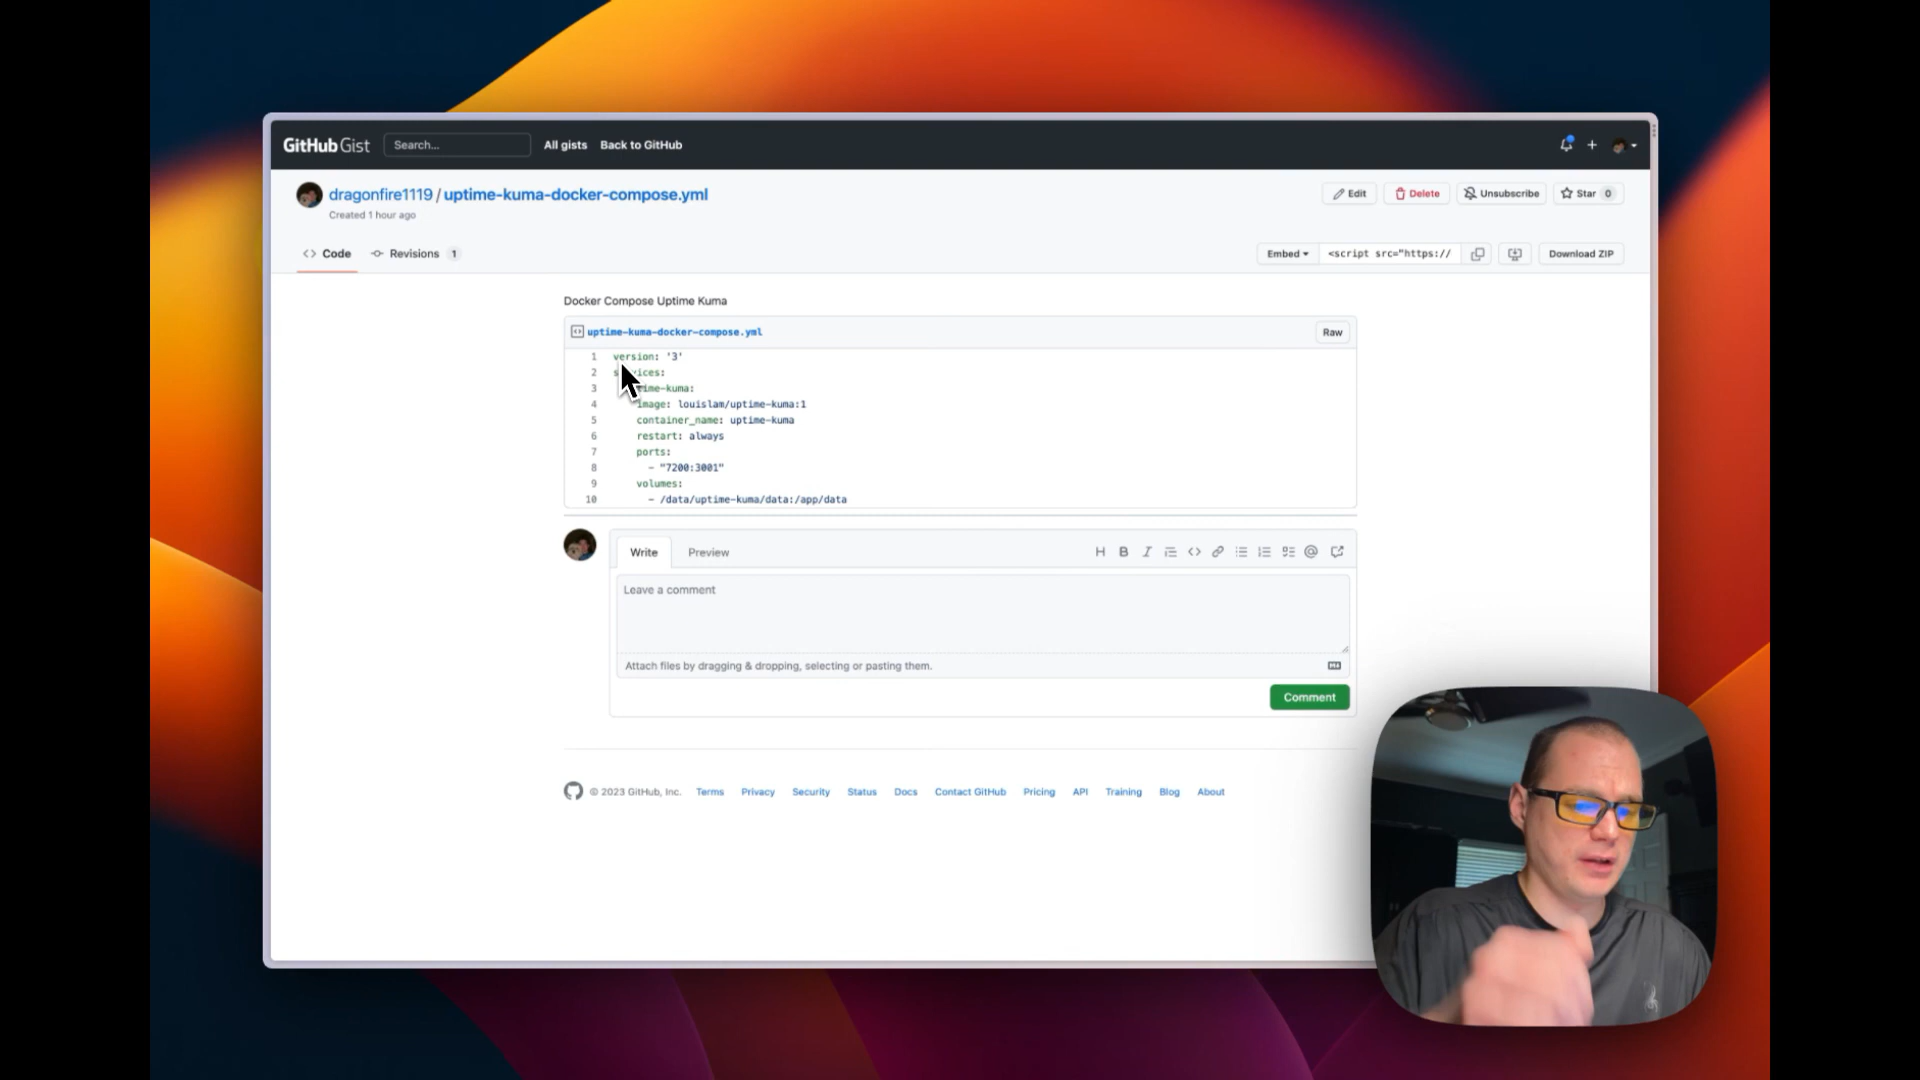 GitHub Gist Search... All gists Back to GitHub
dragonfire1119 / uptime-kuma-docker-compose.yml
Created 1 hour ago
Edit Delete Unsubscribe Star 0
Code Revisions 1
Embed <script src="https:// Download ZIP
Docker Compose Uptime Kuma
uptime-kuma-docker-compose.yml Raw
1 version: '3'
2 services:
3 time-kuma:
4 image: louislam/uptime-kuma:1
5 container_name: uptime-kuma
6 restart: always
7 ports:
8 - "7200:3001"
9 volumes:
10 - /data/uptime-kuma/data:/app/data
Write Preview
Leave a comment
Attach files by dragging & dropping, selecting or pasting them.
Comment
© 2023 GitHub, Inc. Terms Privacy Security Status Docs Contact GitHub Pricing API Training Blog About